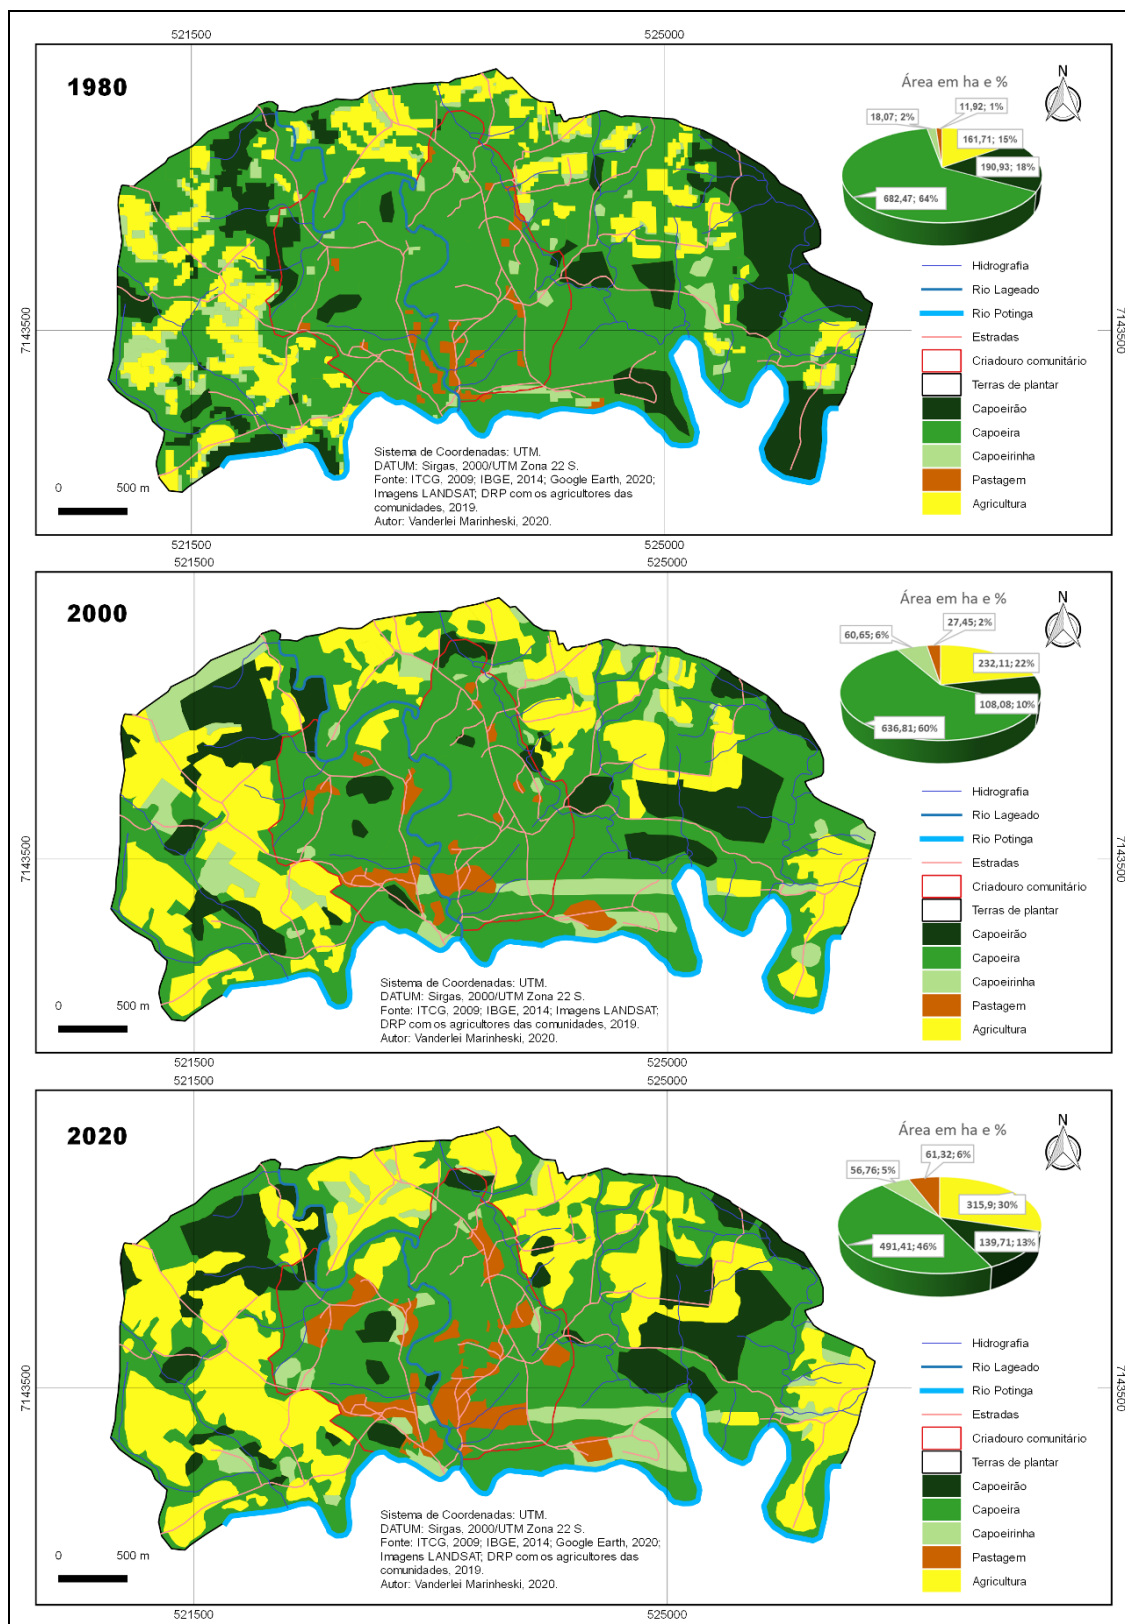 521500
525000
1980
Área em ha e %
N
11,92; 1%
18,07; 2%
161,71; 15%
190,93; 18%
682,47; 64%
Hidrografia
Rio Lageado
Rio Potinga
7143500
7143500
Estradas
Criadouro comunitário
Terras de plantar
Capoeirão
Capoeira
Capoeirinha
Pastagem
Agricultura
Sistema de Coordenadas: UTM.
DATUM: Sirgas, 2000/UTM Zona 22 S.
Fonte: ITCG, 2009; IBGE, 2014; Google Earth, 2020;
Imagens LANDSAT; DRP com os agricultores das
comunidades, 2019.
Autor: Vanderlei Marinheski, 2020.
0 500 m
521500
525000
521500
525000
2000
Área em ha e %
N
27,45; 2%
60,65; 6%
232,11; 22%
108,08; 10%
636,81; 60%
Hidrografia
Rio Lageado
Rio Potinga
7143500
7143500
Estradas
Criadouro comunitário
Terras de plantar
Capoeirão
Capoeira
Capoeirinha
Pastagem
Agricultura
Sistema de Coordenadas: UTM.
DATUM: Sirgas, 2000/UTM Zona 22 S.
Fonte: ITCG, 2009; IBGE, 2014; Imagens LANDSAT;
DRP com os agricultores das comunidades, 2019.
Autor: Vanderlei Marinheski, 2020.
0 500 m
521500
525000
521500
525000
2020
Área em ha e %
N
61,32; 6%
56,76; 5%
315,9; 30%
139,71; 13%
491,41; 46%
Hidrografia
Rio Lageado
Rio Potinga
7143500
7143500
Estradas
Criadouro comunitário
Terras de plantar
Capoeirão
Capoeira
Capoeirinha
Pastagem
Agricultura
Sistema de Coordenadas: UTM.
DATUM: Sirgas, 2000/UTM Zona 22 S.
Fonte: ITCG, 2009; IBGE, 2014; Google Earth, 2020;
Imagens LANDSAT; DRP com os agricultores das
comunidades, 2019.
Autor: Vanderlei Marinheski, 2020.
0 500 m
521500
525000